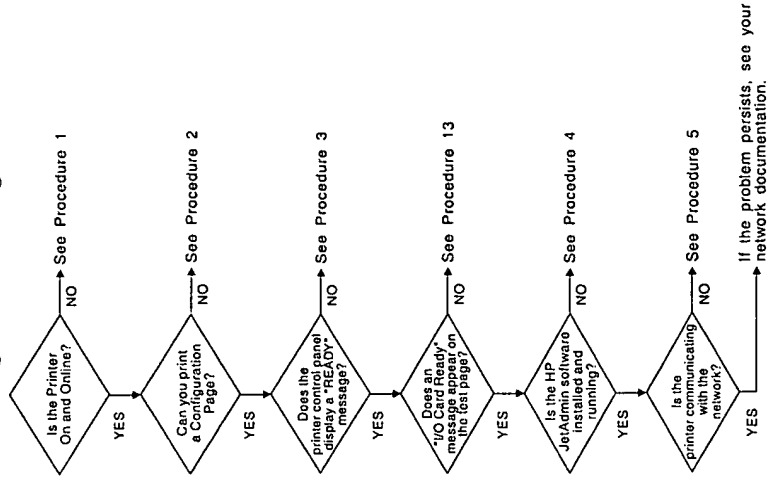 Is the Printer
On and Online?
NO
See Procedure 1
YES
Can you print
a Configuration
Page?
NO
See Procedure 2
YES
Does the
printer control panel
display a "READY"
message?
NO
See Procedure 3
YES
Does an
"I/O Card Ready"
message appear on
the test page?
NO
See Procedure 13
YES
Is the HP
JetAdmin software
installed and
running?
NO
See Procedure 4
YES
Is the
printer communicating
with the
network?
NO
See Procedure 5
YES
If the problem persists, see your
network documentation.